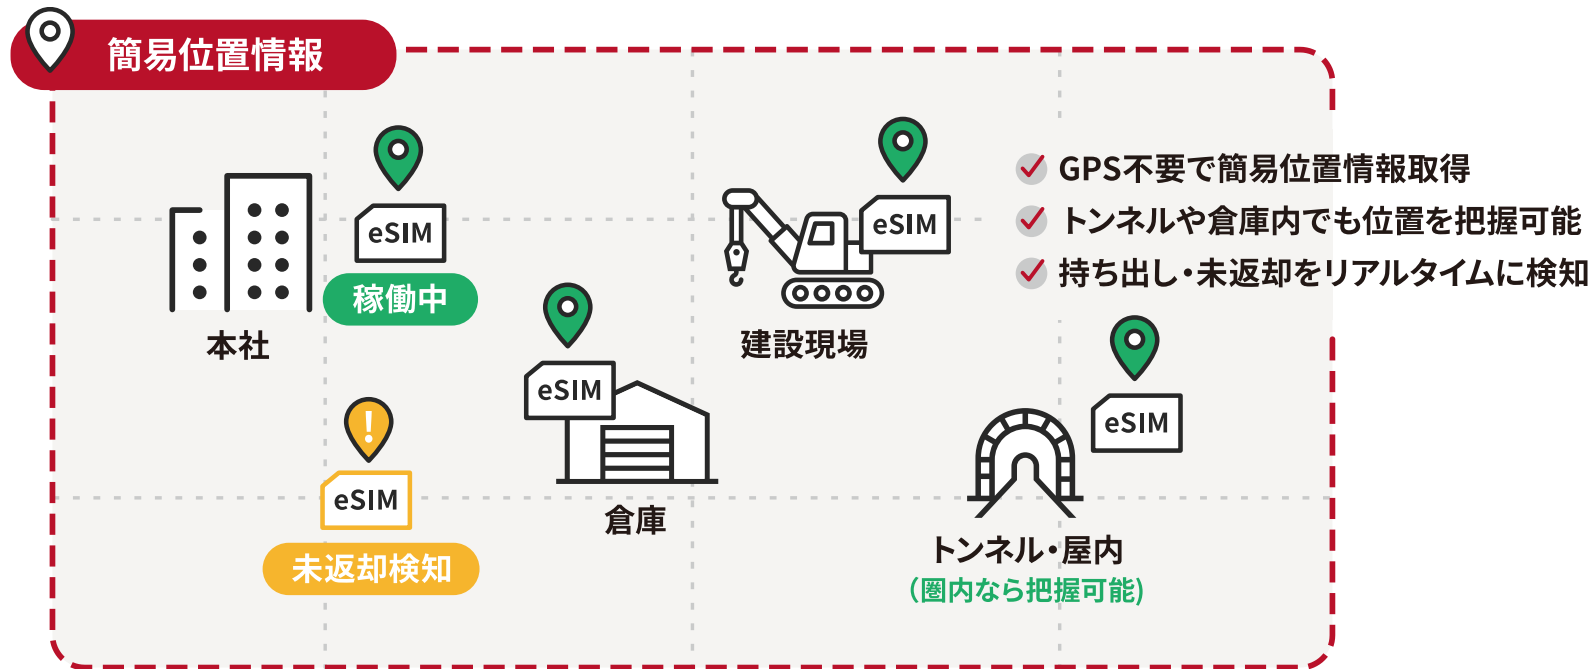 簡易位置情報
GPS不要で簡易位置情報取得
トンネルや倉庫内でも位置を把握可能
持ち出し・未返却をリアルタイムに検知
eSIM
稼働中
本社
eSIM
建設現場
eSIM
倉庫
eSIM
未返却検知
eSIM
トンネル・屋内
(圏内なら把握可能)